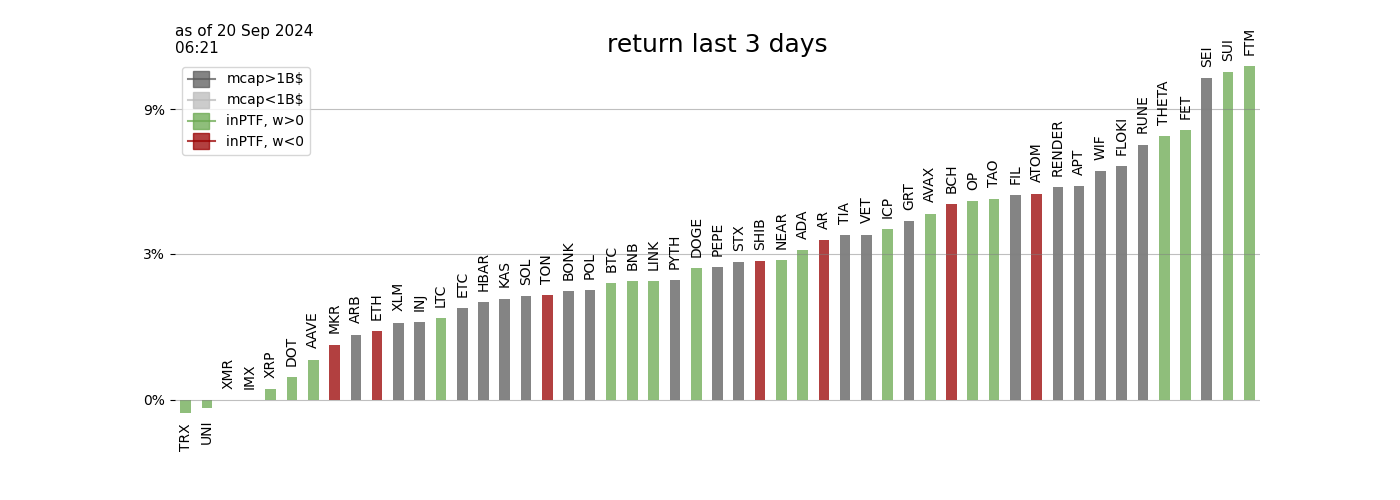 as of 20 Sep 2024
06:21
return last 3 days
mcap>1B$
mcap<1B$
inPTF, w>0
inPTF, w<0
9%
3%
0%
TRX
UNI
XMR
IMX
XRP
DOT
AAVE
MKR
ARB
ETH
XLM
INJ
LTC
ETC
HBAR
KAS
SOL
TON
BONK
POL
BTC
BNB
LINK
PYTH
DOGE
PEPE
STX
SHIB
NEAR
ADA
AR
TIA
VET
ICP
GRT
AVAX
BCH
OP
TAO
FIL
ATOM
RENDER
APT
WIF
FLOKI
RUNE
THETA
FET
SEI
SUI
FTM